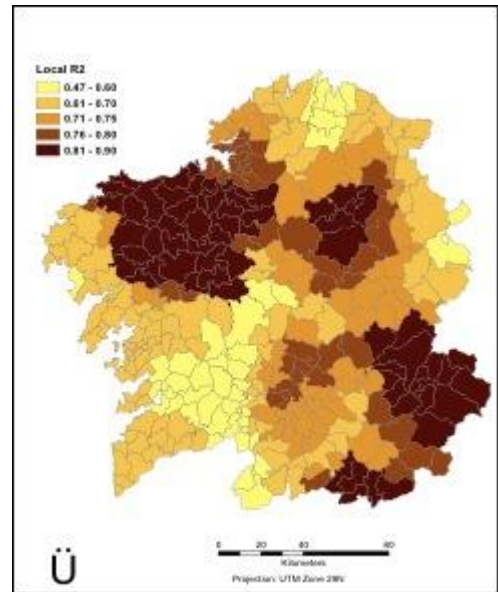 Local R2
0.47 - 0.60
0.61 - 0.70
0.71 - 0.75
0.76 - 0.80
0.81 - 0.90
0 20 40 80
Kilometers
Ü
Projection: UTM Zone 29N